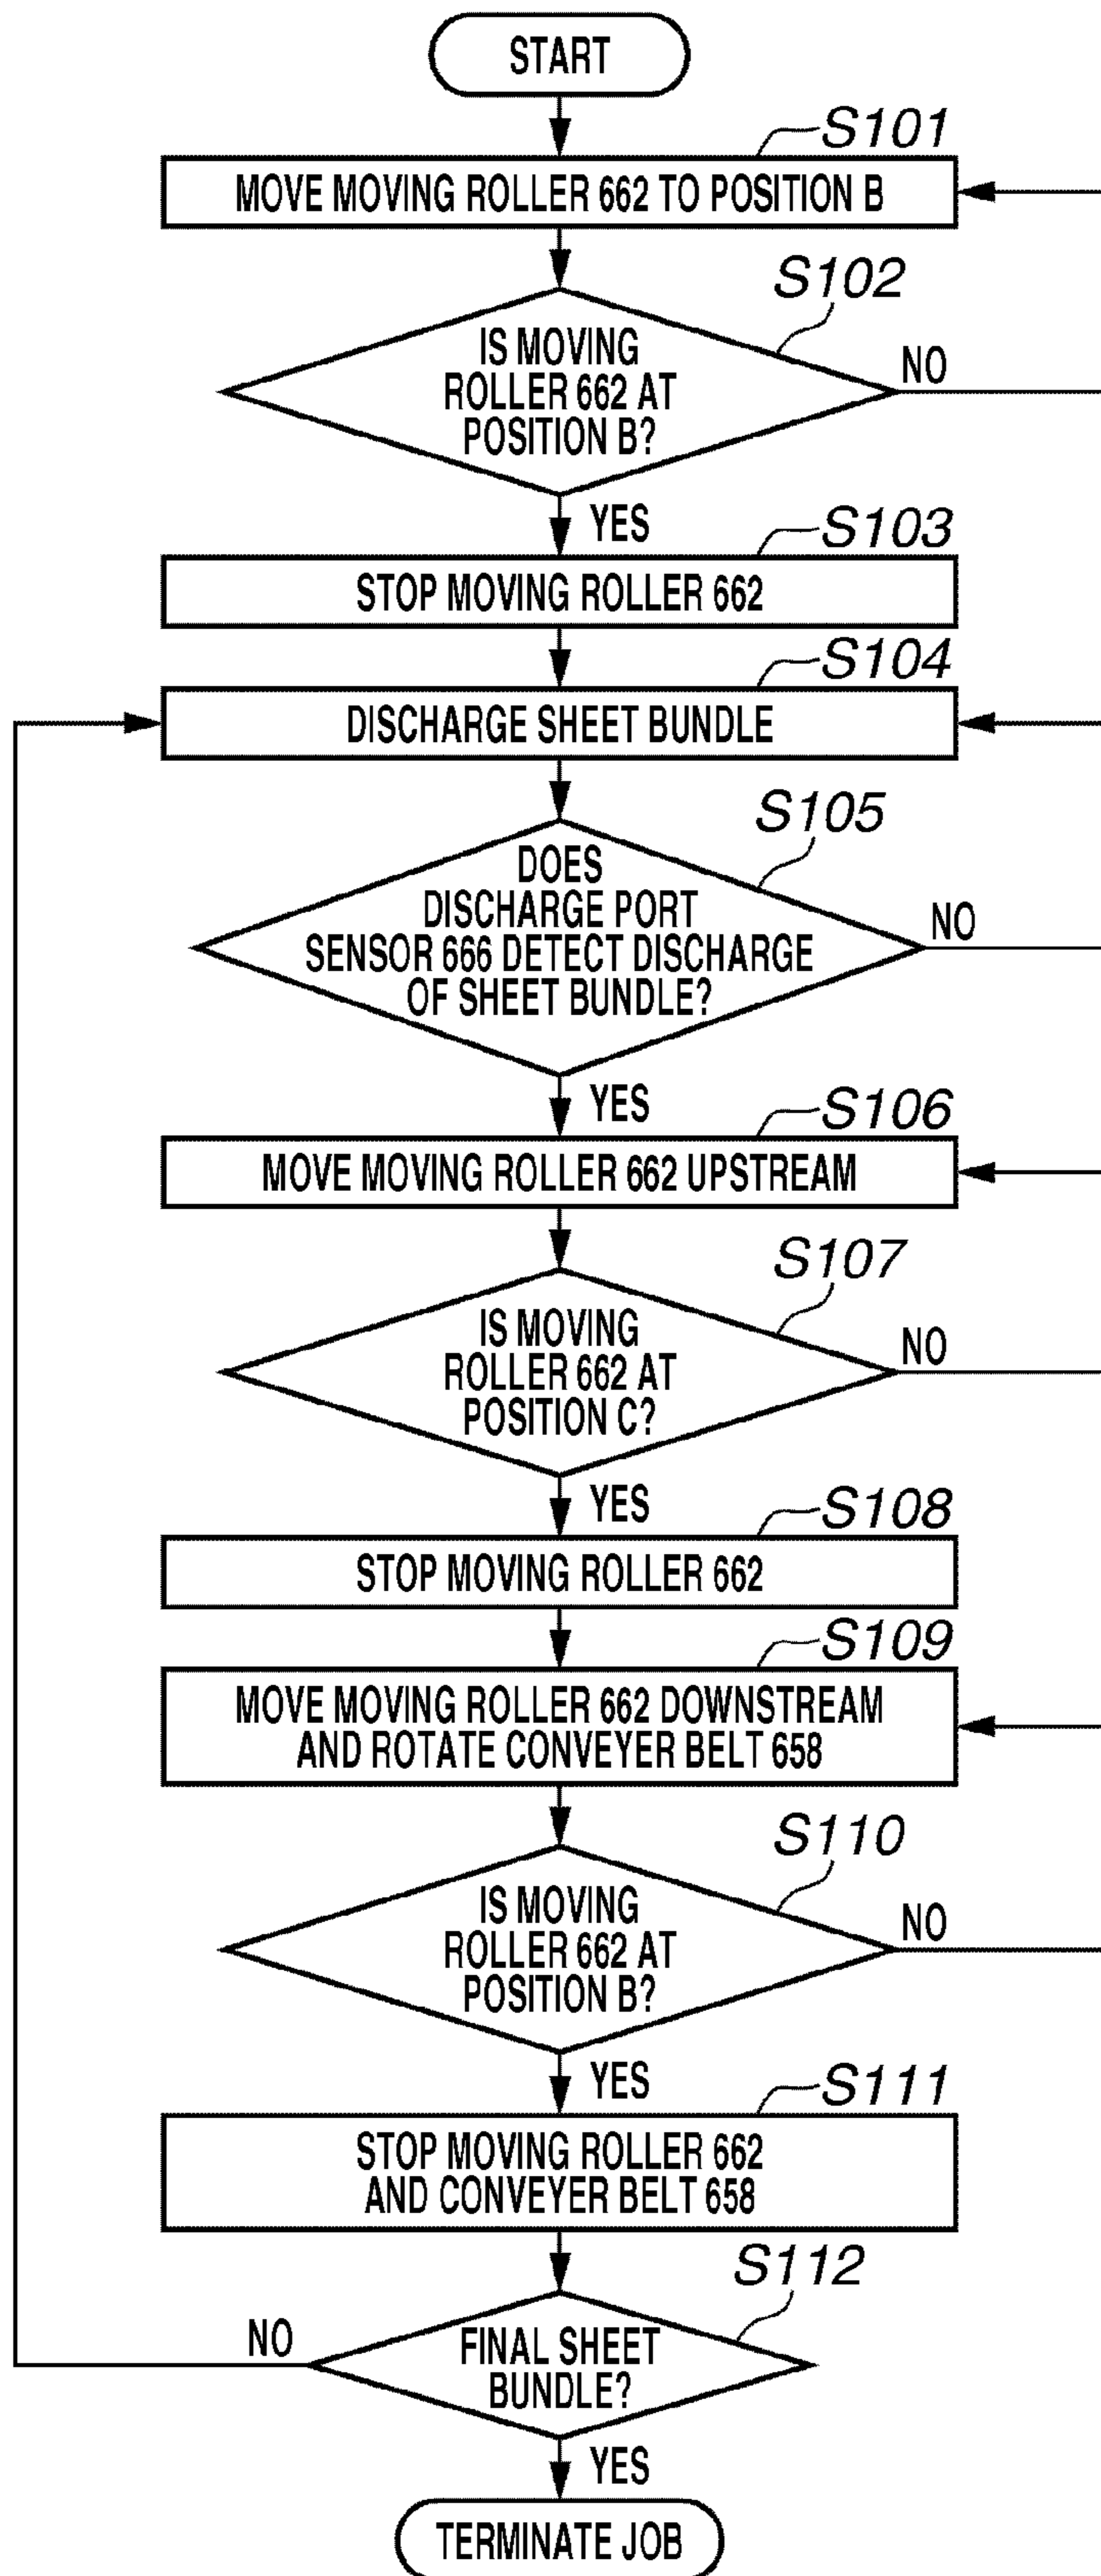 START
S101
MOVE MOVING ROLLER 662 TO POSITION B
S102
IS MOVING
ROLLER 662 AT
POSITION B?
NO
YES
S103
STOP MOVING ROLLER 662
S104
DISCHARGE SHEET BUNDLE
S105
DOES
DISCHARGE PORT
SENSOR 666 DETECT DISCHARGE
OF SHEET BUNDLE?
NO
YES
S106
MOVE MOVING ROLLER 662 UPSTREAM
S107
IS MOVING
ROLLER 662 AT
POSITION C?
NO
YES
S108
STOP MOVING ROLLER 662
S109
MOVE MOVING ROLLER 662 DOWNSTREAM
AND ROTATE CONVEYER BELT 658
S110
IS MOVING
ROLLER 662 AT
POSITION B?
NO
YES
S111
STOP MOVING ROLLER 662
AND CONVEYER BELT 658
S112
NO
FINAL SHEET
BUNDLE?
YES
TERMINATE JOB